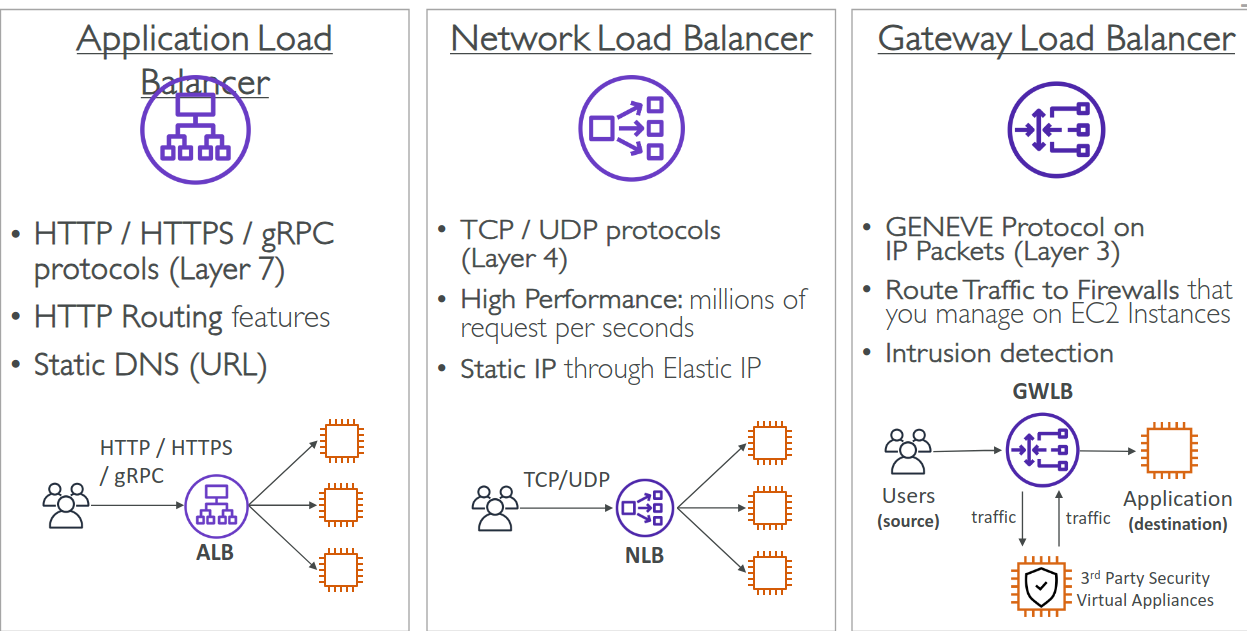 Application Load
Balancer
• HTTP / HTTPS / gRPC
protocols (Layer 7)
• HTTP Routing features
• Static DNS (URL)
HTTP / HTTPS
/ gRPC
ALB
Network Load Balancer
• TCP / UDP protocols
(Layer 4)
• High Performance: millions of
request per seconds
• Static IP through Elastic IP
TCP/UDP
NLB
Gateway Load Balancer
• GENEVE Protocol on
IP Packets (Layer 3)
• Route Traffic to Firewalls that
you manage on EC2 Instances
• Intrusion detection
GWLB
Users
(source)
traffic
traffic
Application
(destination)
3rd Party Security
Virtual Appliances